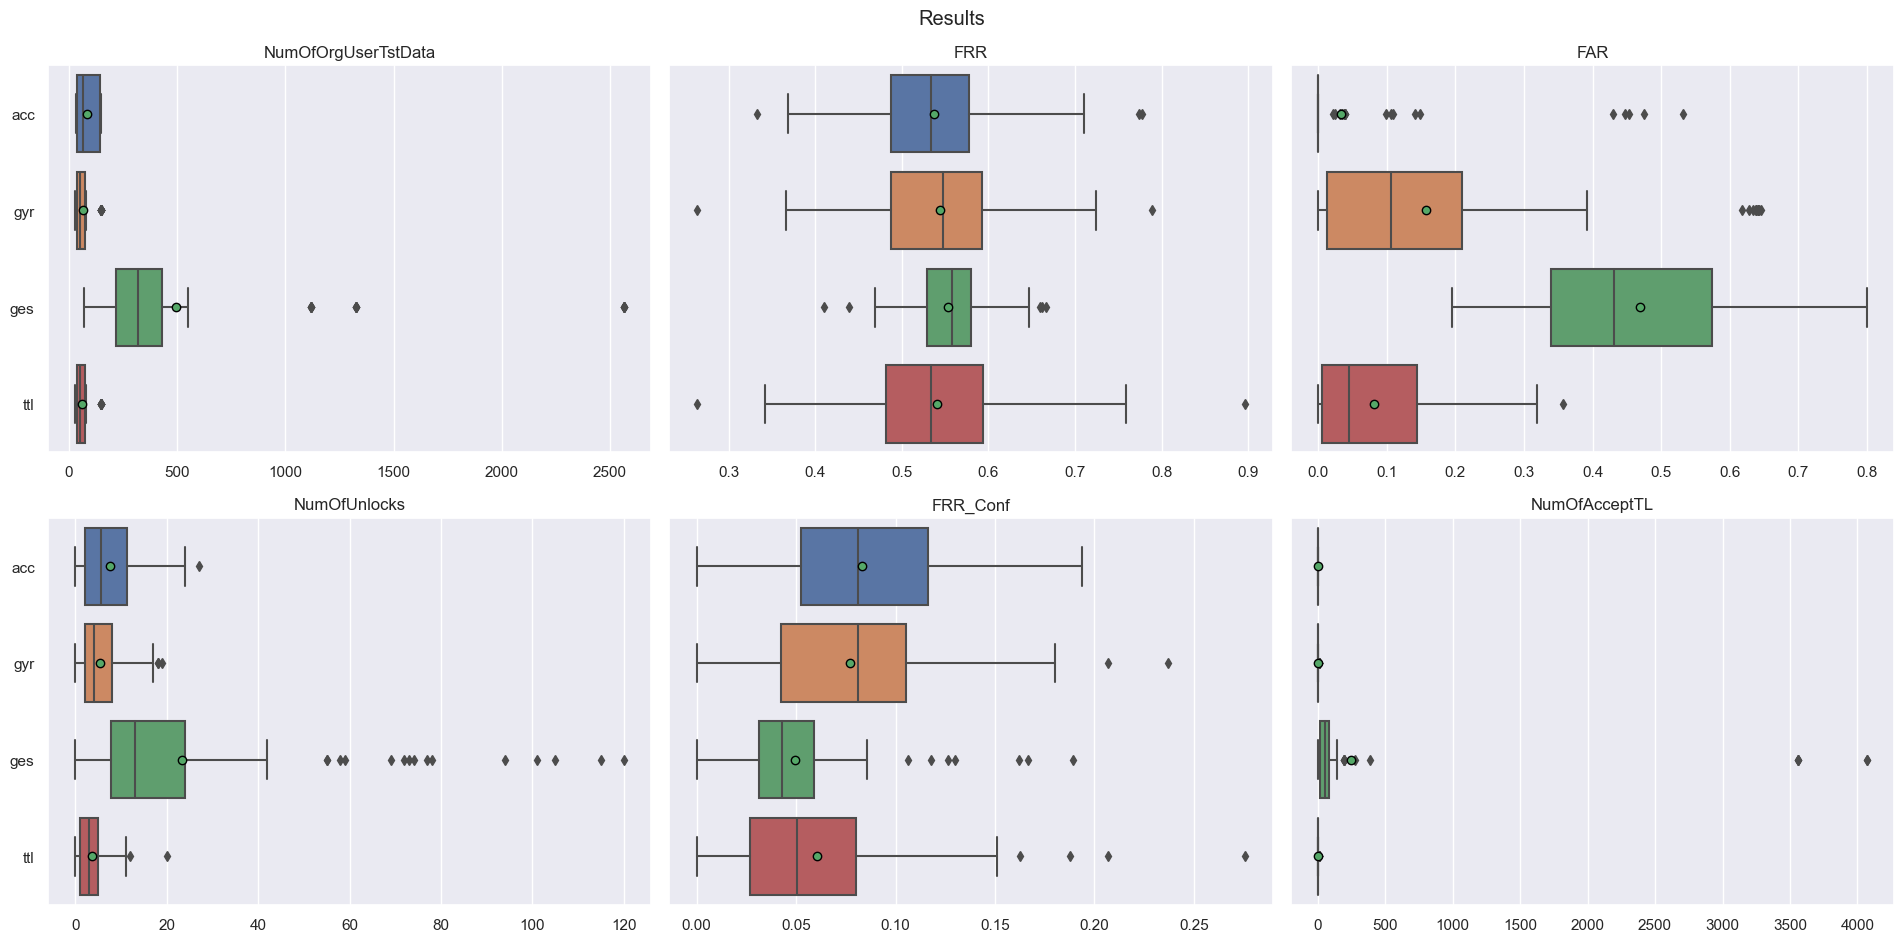 Results
NumOfOrgUserTstData
FRR
FAR
acc
gyr
ges
ttl
0 500 1000 1500 2000 2500
0.3 0.4 0.5 0.6 0.7 0.8 0.9
0.0 0.1 0.2 0.3 0.4 0.5 0.6 0.7 0.8
NumOfUnlocks
FRR_Conf
NumOfAcceptTL
acc
gyr
ges
ttl
0 20 40 60 80 100 120
0.00 0.05 0.10 0.15 0.20 0.25
0 500 1000 1500 2000 2500 3000 3500 4000